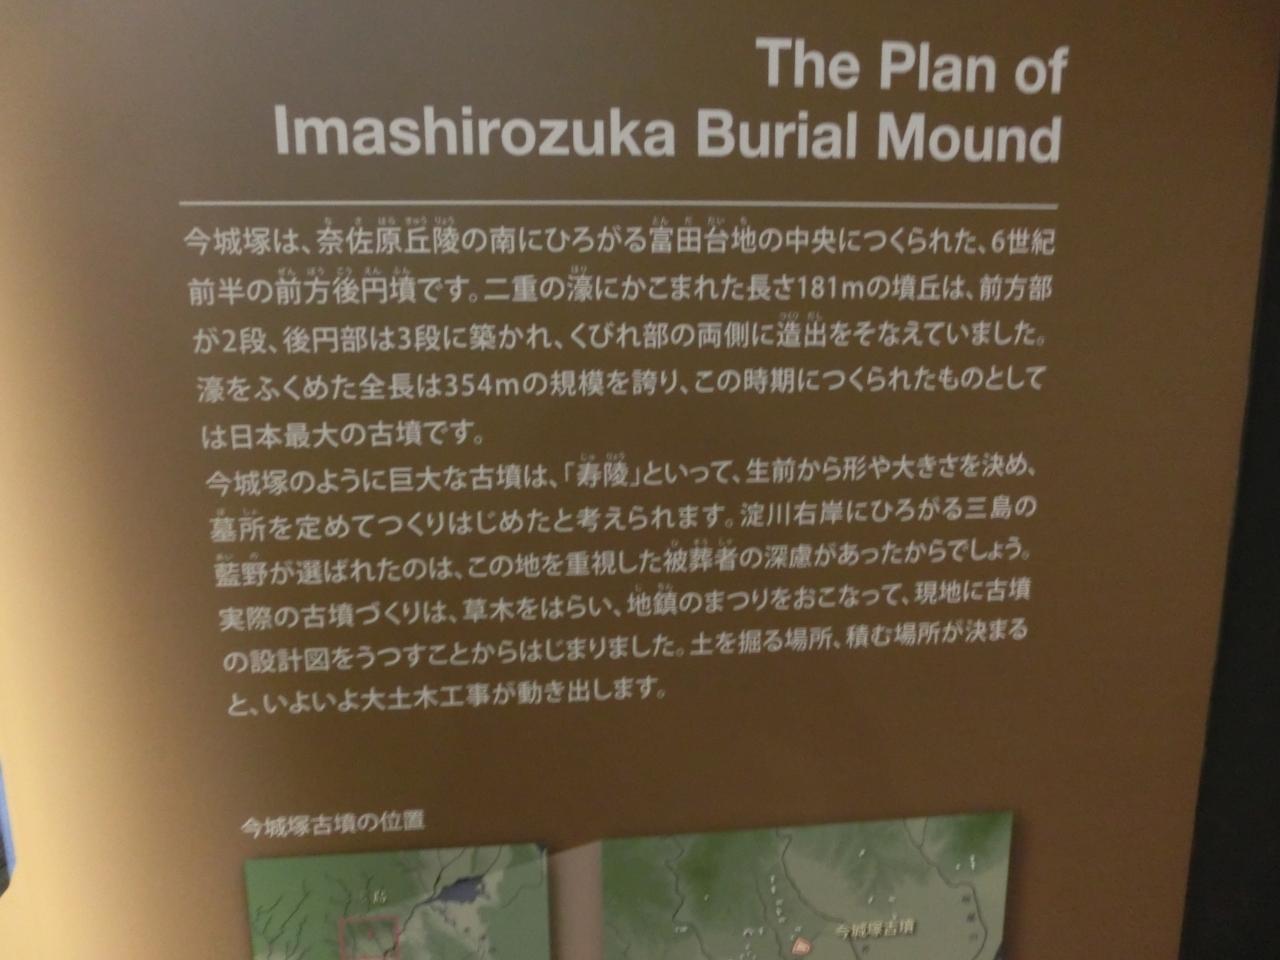 The Plan of
Imashirozuka Burial Mound
今城塚は、奈佐原丘陵の南にひろがる富田台地の中央につくられた、6世紀
前半の前方後円墳です。二重の濠にかこまれた長さ181mの墳丘は、前方部
が2段、後円部は3段に築かれ、くびれ部の両側に造出をそなえていました。
濠をふくめた全長は354mの規模を誇り、この時期につくられたものとして
は日本最大の古墳です。
今城塚のように巨大な古墳は、「寿陵」といって、生前から形や大きさを決め、
墓所を定めてつくりはじめたと考えられます。淀川右岸にひろがる三島の
藍野が選ばれたのは、この地を重視した被葬者の深慮があったからでしょう。
実際の古墳づくりは、草木をはらい、地鎮のまつりをおこなって、現地に古墳
の設計図をうつすことからはじまりました。土を掘る場所、積む場所が決まる
と、いよいよ大土木工事が動き出します。
今城塚古墳の位置
今城塚古墳